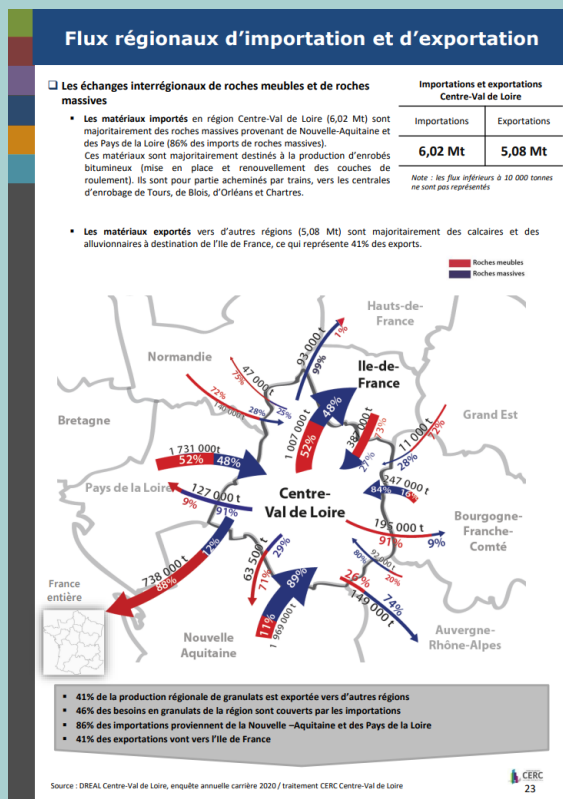 Flux régionaux d'importation et d'exportation
❑ Les échanges interrégionaux de roches meubles et de roches
massives
▪ Les matériaux importés en région Centre-Val de Loire (6,02 Mt) sont
majoritairement des roches massives provenant de Nouvelle-Aquitaine et
des Pays de la Loire (86% des imports de roches massives).
Ces matériaux sont majoritairement destinés à la production d'enrobés
bitumineux (mise en place et renouvellement des couches de
roulement). Ils sont pour partie acheminés par trains, vers les centrales
d'enrobage de Tours, de Blois, d'Orléans et Chartres.
Importations et exportations
Centre-Val de Loire
Importations Exportations
6,02 Mt 5,08 Mt
Note : les flux inférieurs à 10 000 tonnes
ne sont pas représentés
▪ Les matériaux exportés vers d'autres régions (5,08 Mt) sont majoritairement des calcaires et des
alluvionnaires à destination de l'Ile de France, ce qui représente 41% des exports.
Roches meubles
Roches massives
Hauts-de-
France
93 000 t
1%
99%
Normandie
47 000 t
75%
25%
72%
28%
Ile-de-
France
1 007 000 t
52%
48%
73%
27%
Grand Est
11 000 t
72%
28%
Bretagne
1 731 000t
52% 48%
Pays de la Loire
127 000 t
9%
91%
Centre-
Val de Loire
247 000 t
84% 16%
195 000 t
91%
9%
Bourgogne-
Franche-
Comté
738 000 t
88%
12%
63 500 t
71%
29%
89%
11%
1 969 000 t
80%
20%
26%
74%
149 000 t
France
entière
Nouvelle
Aquitaine
Auvergne-
Rhône-Alpes
▪ 41% de la production régionale de granulats est exportée vers d'autres régions
▪ 46% des besoins en granulats de la région sont couverts par les importations
▪ 86% des importations proviennent de la Nouvelle –Aquitaine et des Pays de la Loire
▪ 41% des exportations vont vers l'Ile de France
Source : DREAL Centre-Val de Loire, enquête annuelle carrière 2020 / traitement CERC Centre-Val de Loire
CERC
23